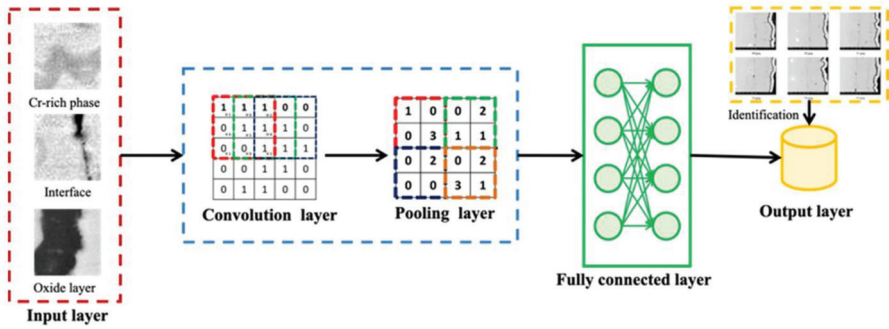 Cr-rich phase
Interface
Oxide layer
Input layer
1 1 1 0 0
0 1 1 1 0
0 0 1 1 1
0 0 1 1 0
0 1 1 0 0
Convolution layer
1 0 0 2
0 3 1 1
0 2 0 2
0 0 3 1
Pooling layer
Fully connected layer
Identification
Output layer